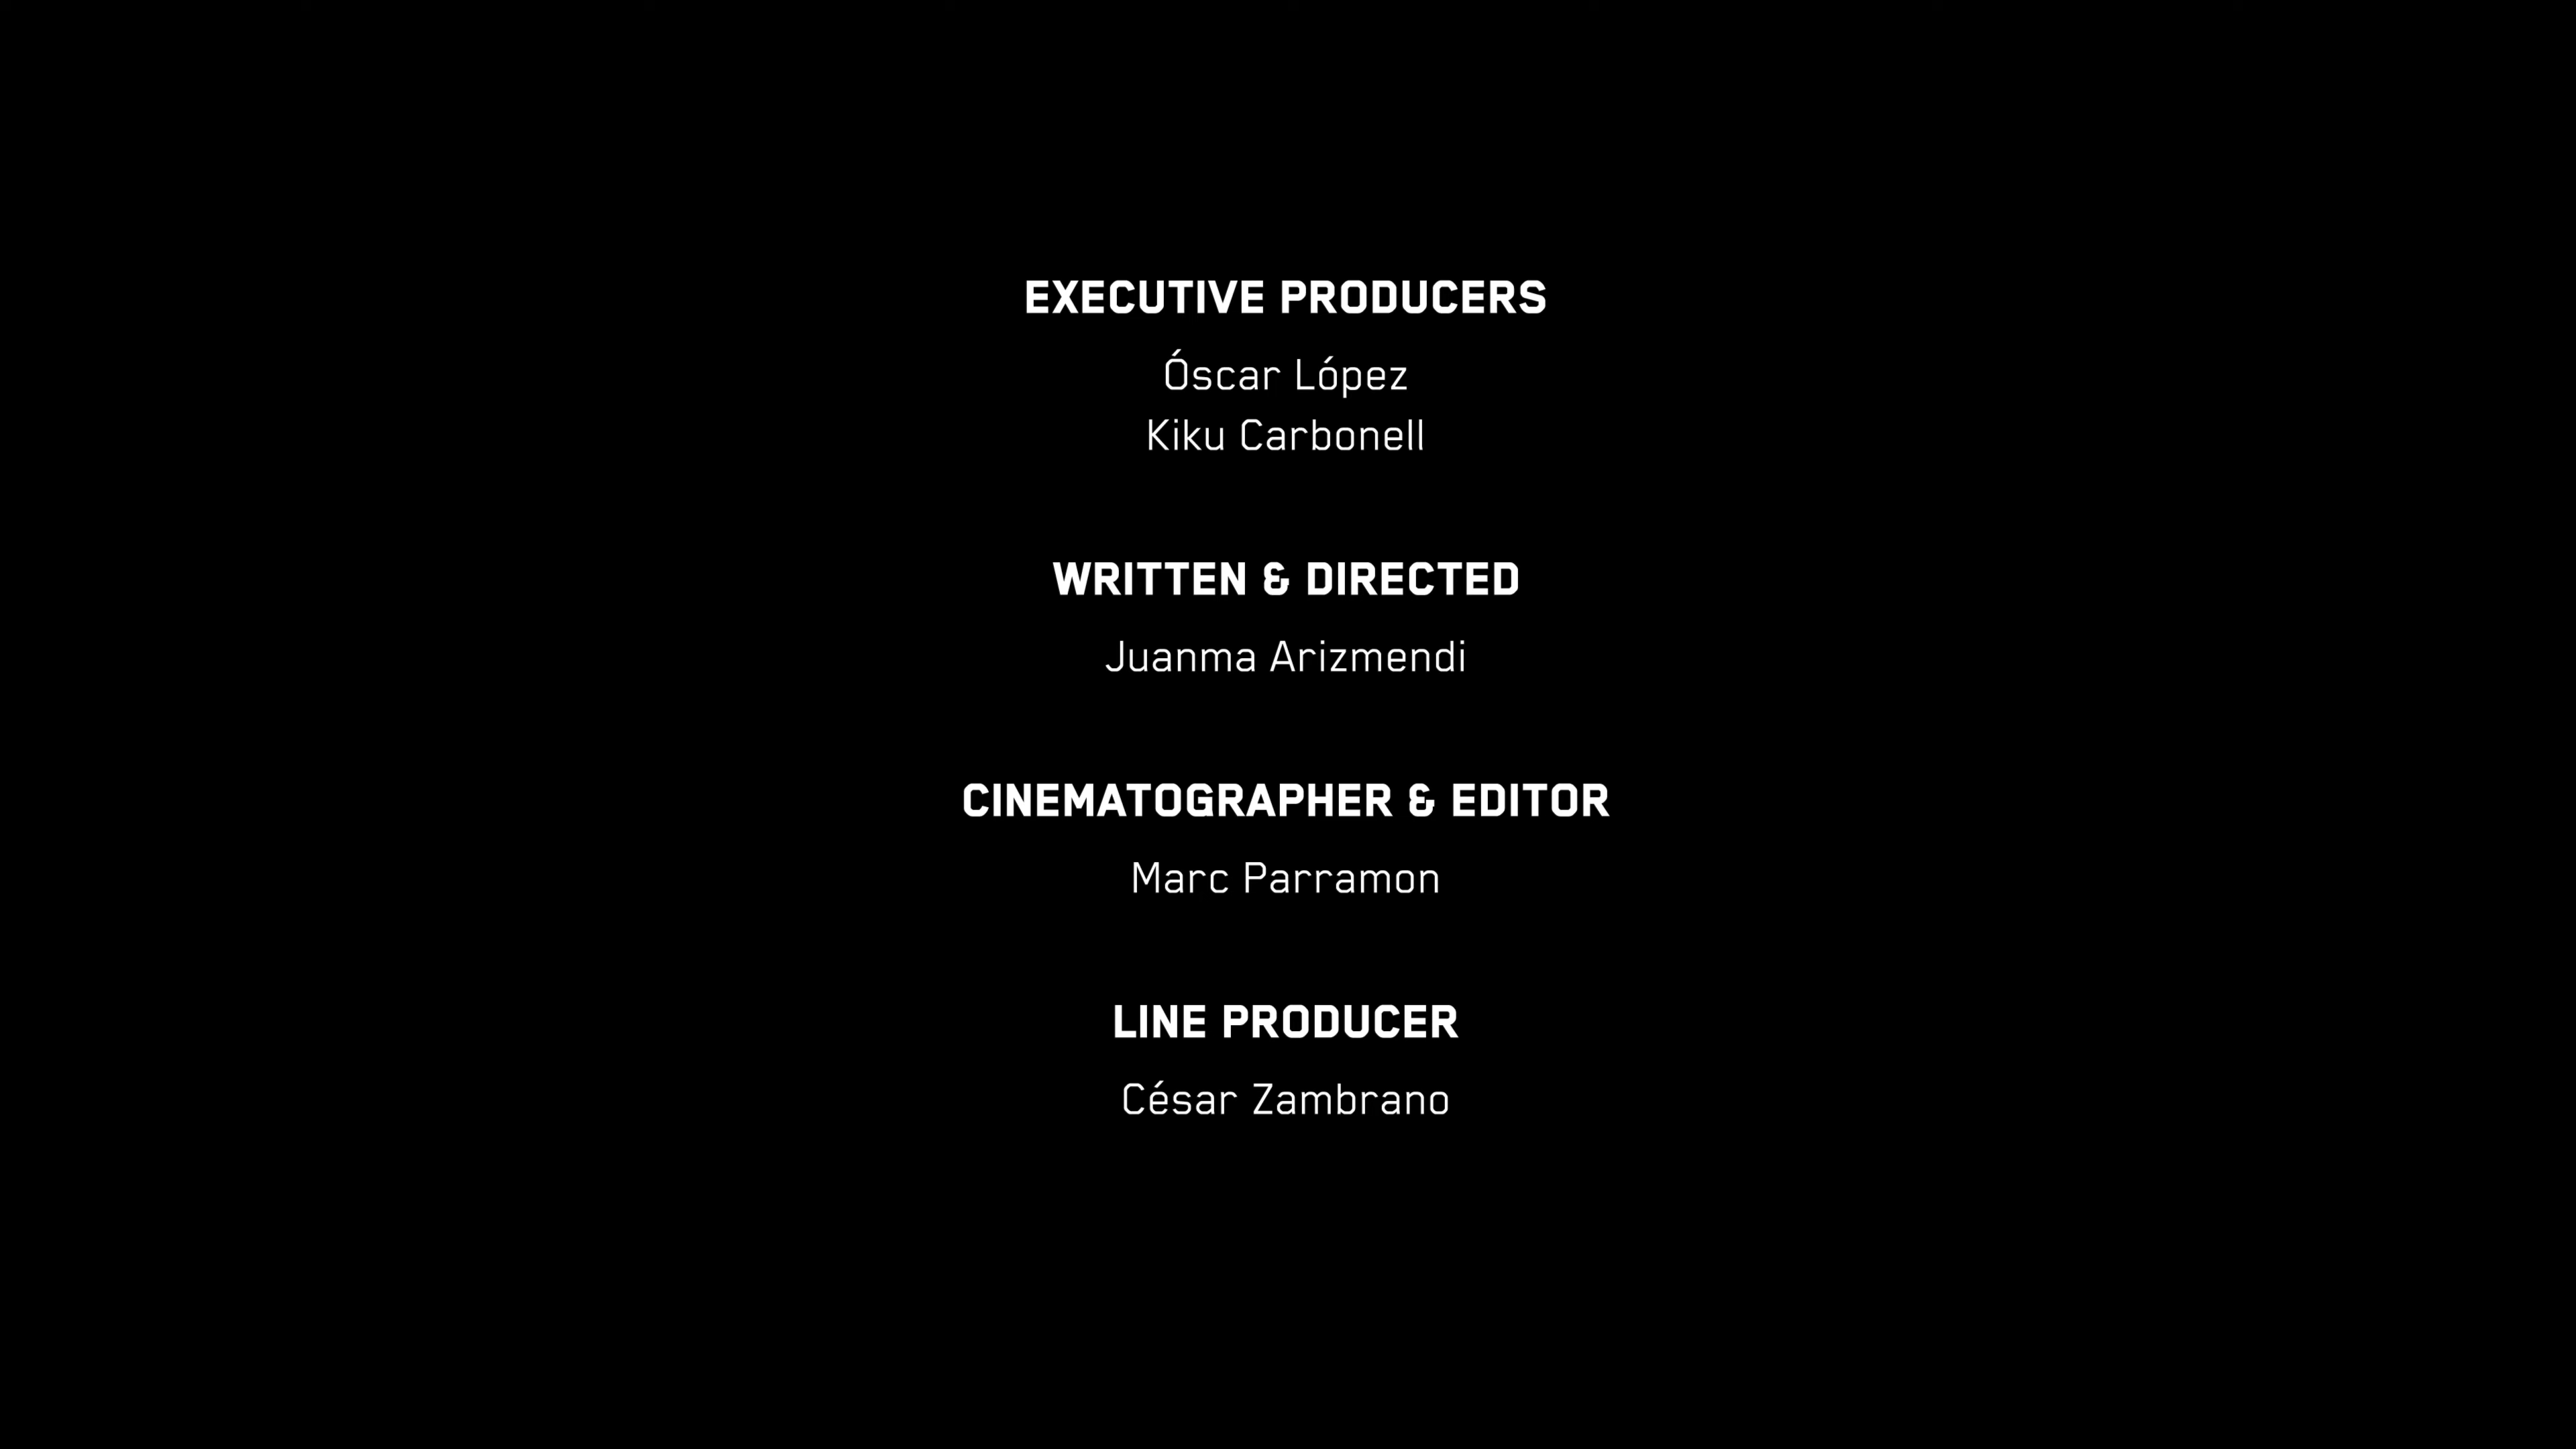 EXECUTIVE PRODUCERS
Óscar López
Kiku Carbonell
WRITTEN & DIRECTED
Juanma Arizmendi
CINEMATOGRAPHER & EDITOR
Marc Parramon
LINE PRODUCER
César Zambrano